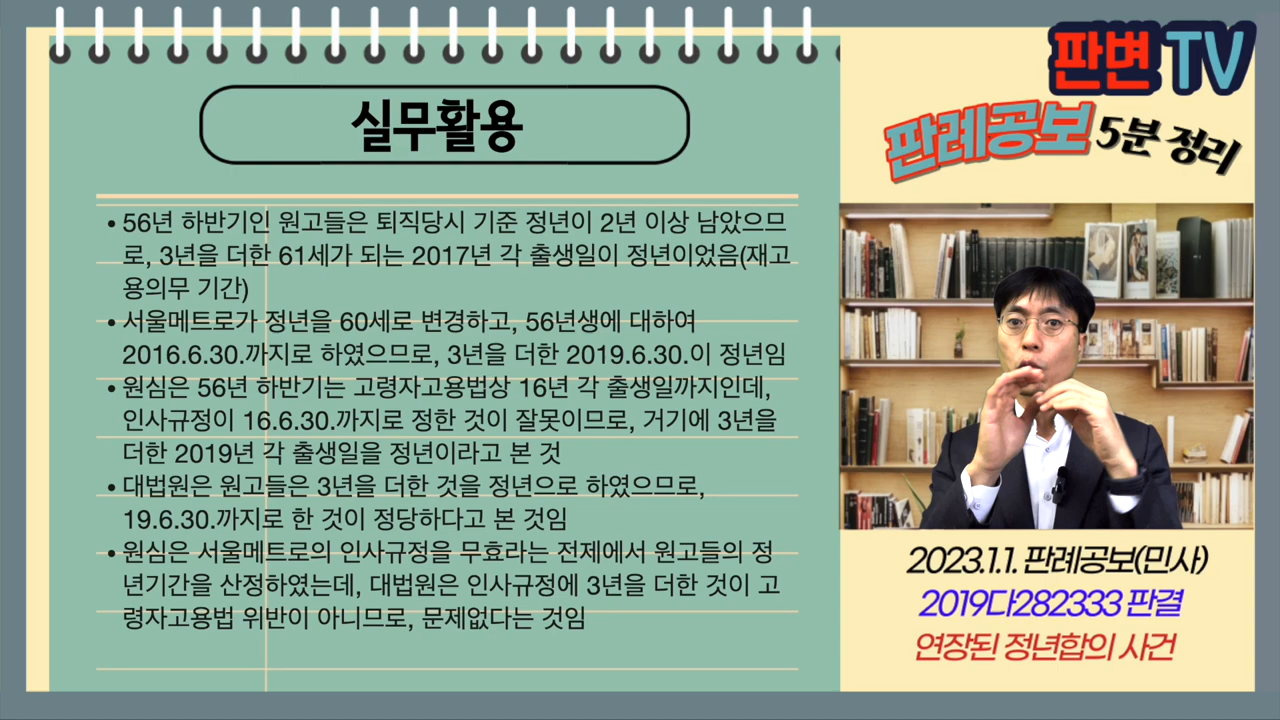 판변 TV
판례공보 5분 정리
실무활용
• 56년 하반기인 원고들은 퇴직당시 기준 정년이 2년 이상 남았으므
로, 3년을 더한 61세가 되는 2017년 각 출생일이 정년이었음(재고
용의무 기간)
• 서울메트로가 정년을 60세로 변경하고, 56년생에 대하여
2016.6.30.까지로 하였으므로, 3년을 더한 2019.6.30.이 정년임
• 원심은 56년 하반기는 고령자고용법상 16년 각 출생일까지인데,
인사규정이 16.6.30.까지로 정한 것이 잘못이므로, 거기에 3년을
더한 2019년 각 출생일을 정년이라고 본 것
• 대법원은 원고들은 3년을 더한 것을 정년으로 하였으므로,
19.6.30.까지로 한 것이 정당하다고 본 것임
• 원심은 서울메트로의 인사규정을 무효라는 전제에서 원고들의 정
년기간을 산정하였는데, 대법원은 인사규정에 3년을 더한 것이 고
령자고용법 위반이 아니므로, 문제없다는 것임
2023.1.1. 판례공보(민사)
2019다282333 판결
연장된 정년합의 사건